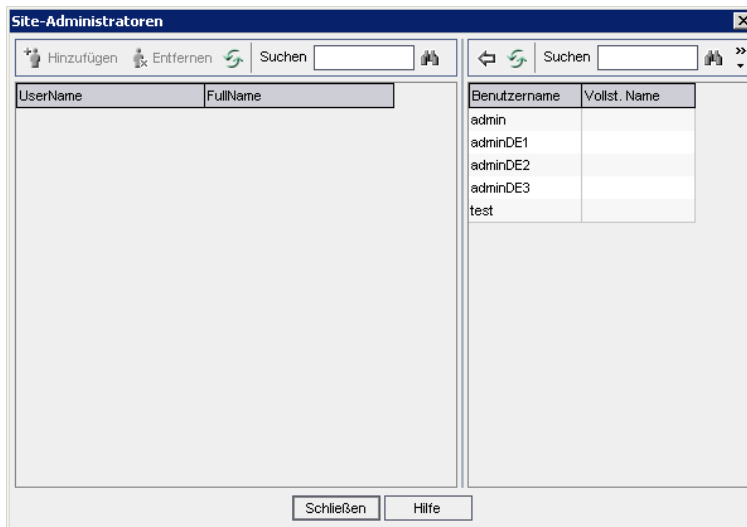 Site-Administratoren
Hinzufügen Entfernen Suchen
Suchen
UserName FullName
Benutzername Vollst. Name
admin
adminDE1
adminDE2
adminDE3
test
Schließen Hilfe